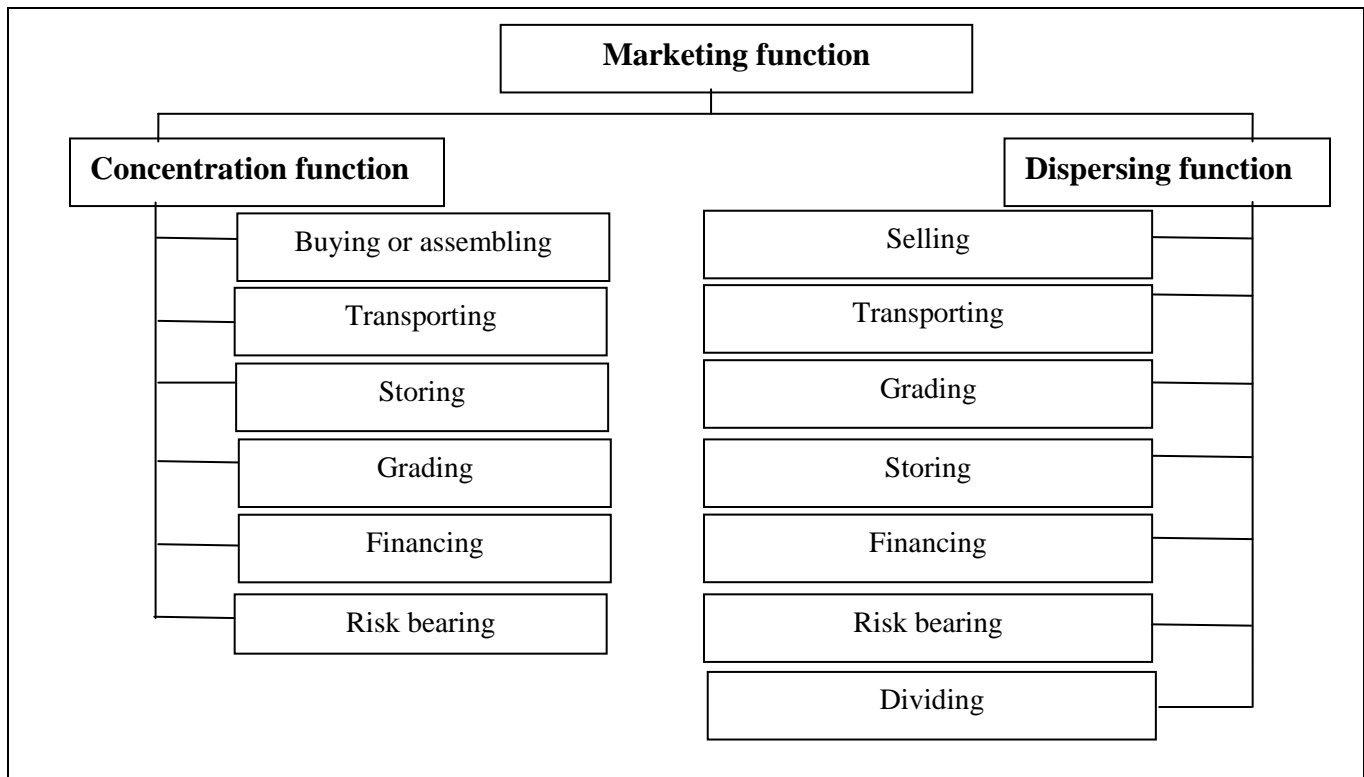 Marketing function
Concentration function
Buying or assembling
Transporting
Storing
Grading
Financing
Risk bearing
Dispersing function
Selling
Transporting
Grading
Storing
Financing
Risk bearing
Dividing